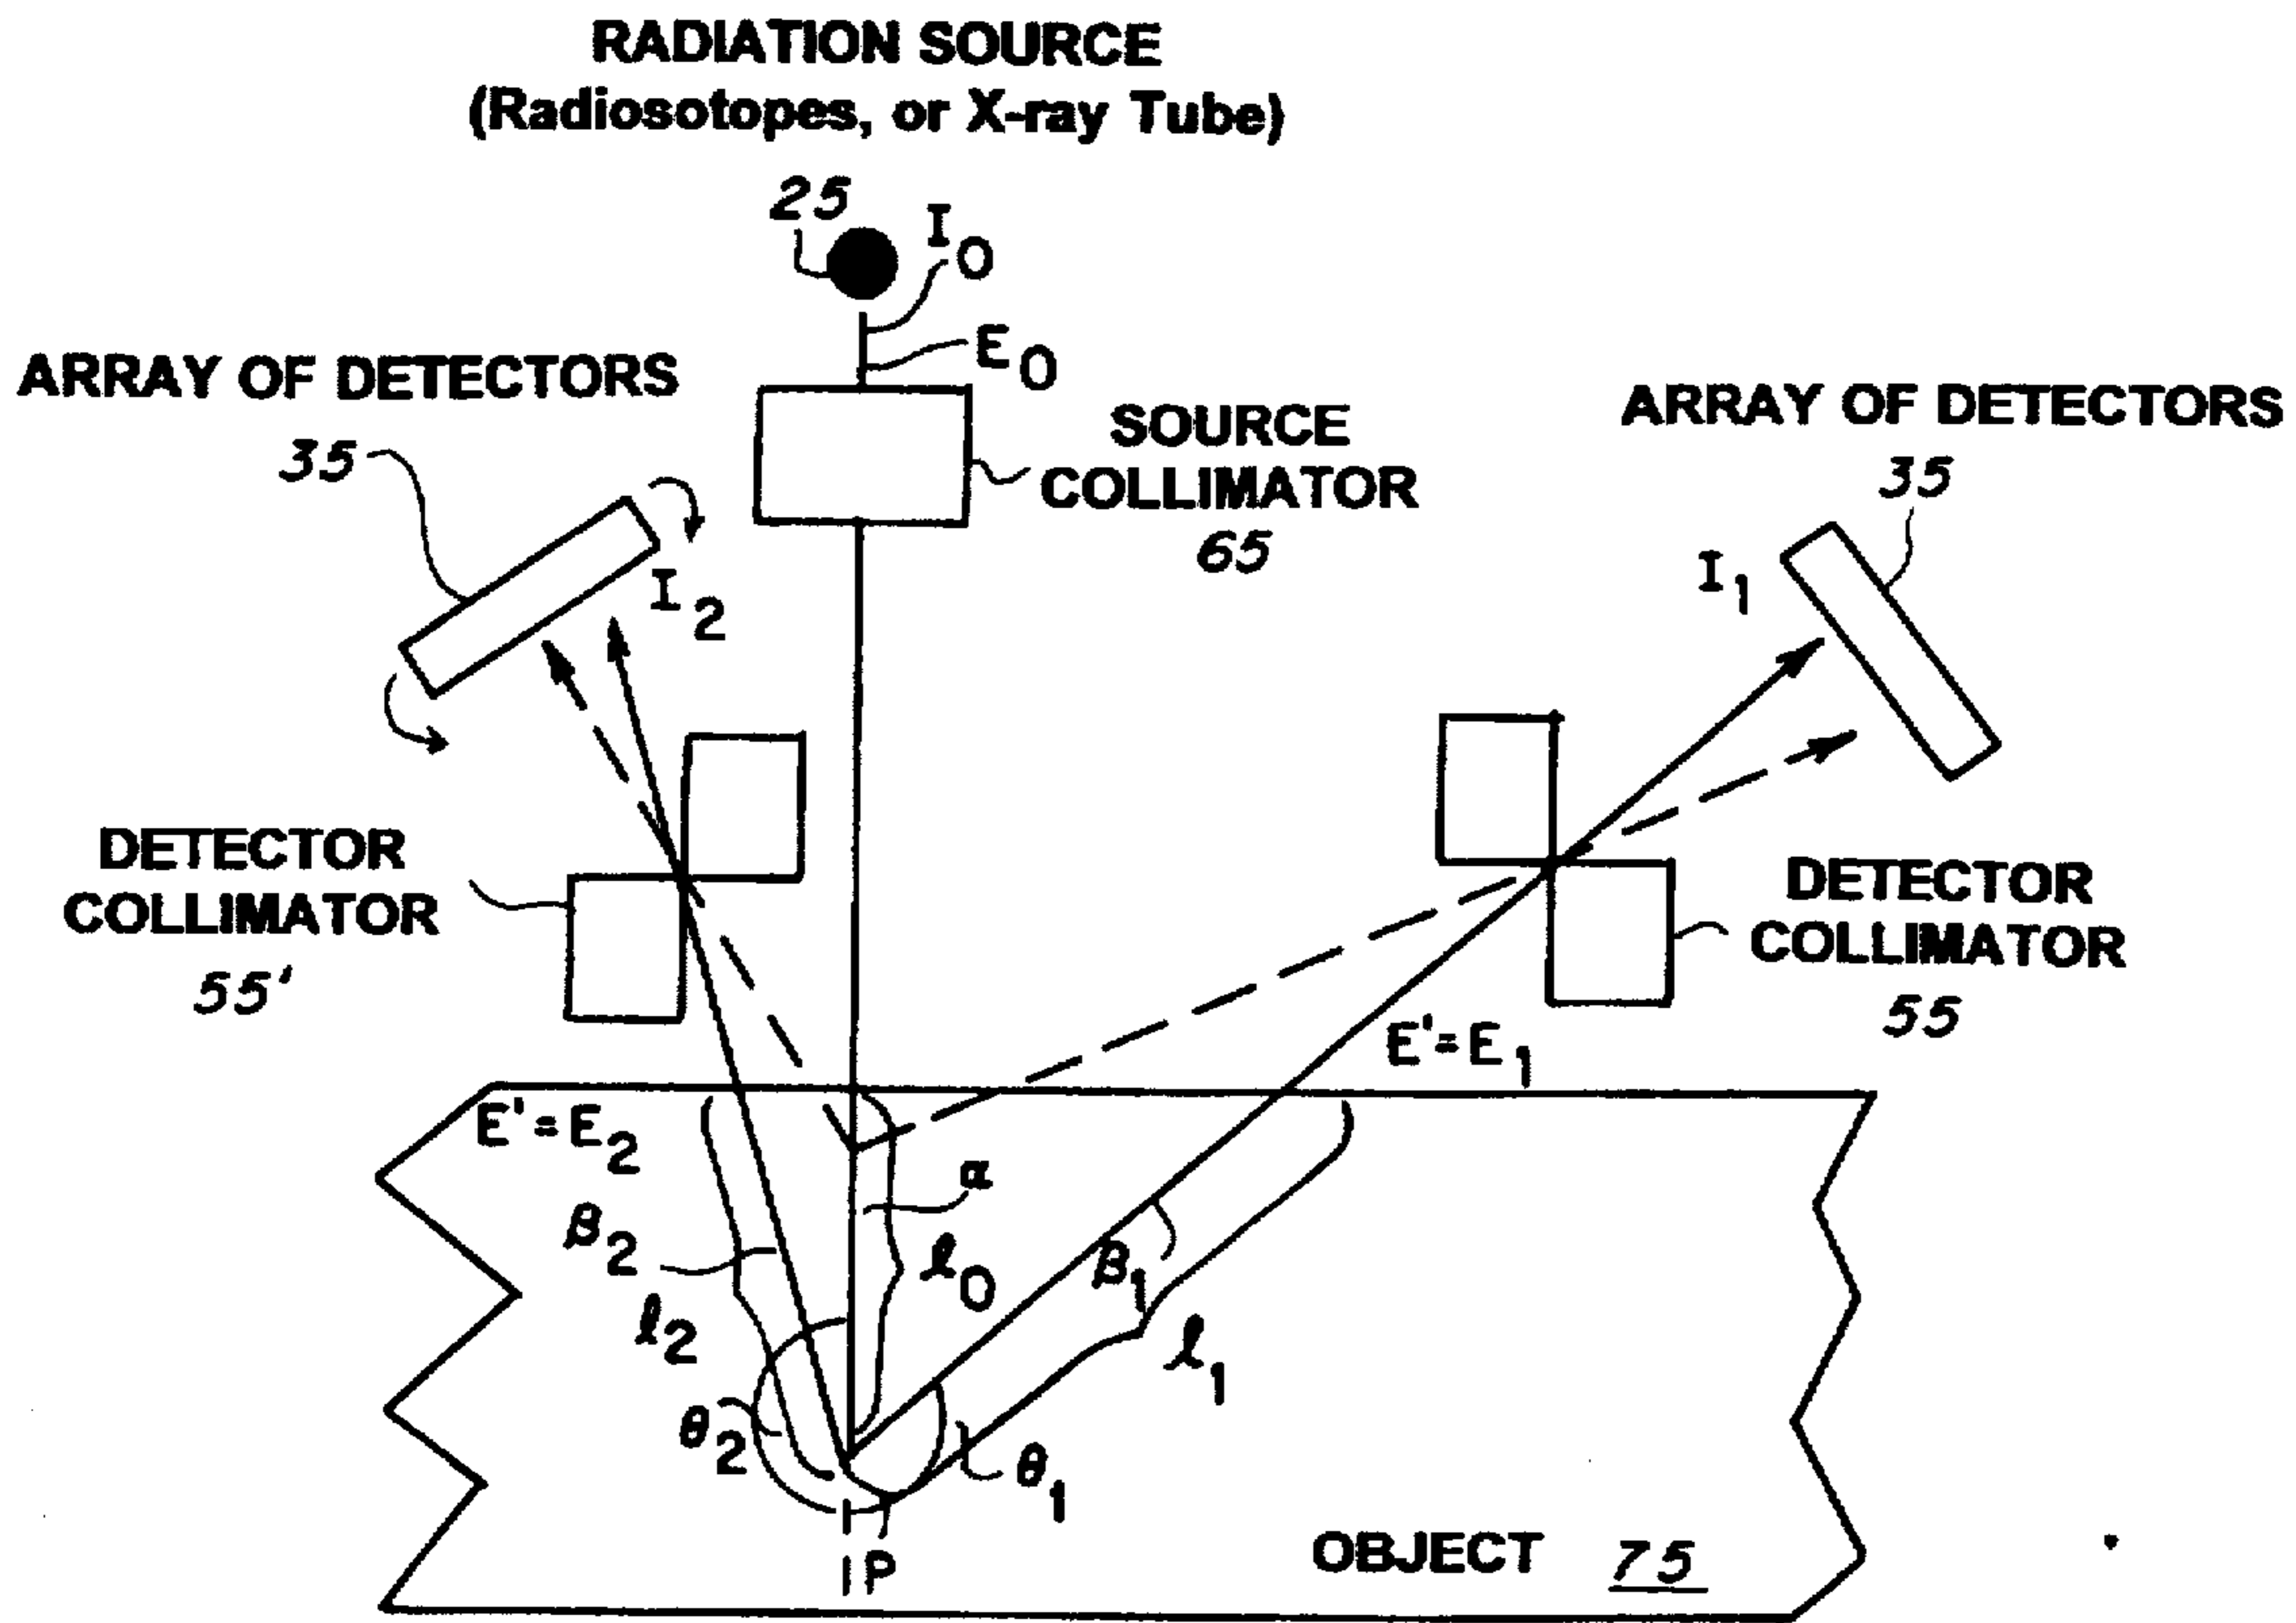 RADIATION SOURCE
(Radiosotopes, or X-ray Tube)
25
I0
E0
ARRAY OF DETECTORS
35
SOURCE
COLLIMATOR
65
ARRAY OF DETECTORS
35
I2
I1
DETECTOR
COLLIMATOR
55'
DETECTOR
COLLIMATOR
55
E'=E1
E'=E2
α
β2
ℓ0
β1
ℓ2
ℓ1
θ2
θ1
P
OBJECT 75